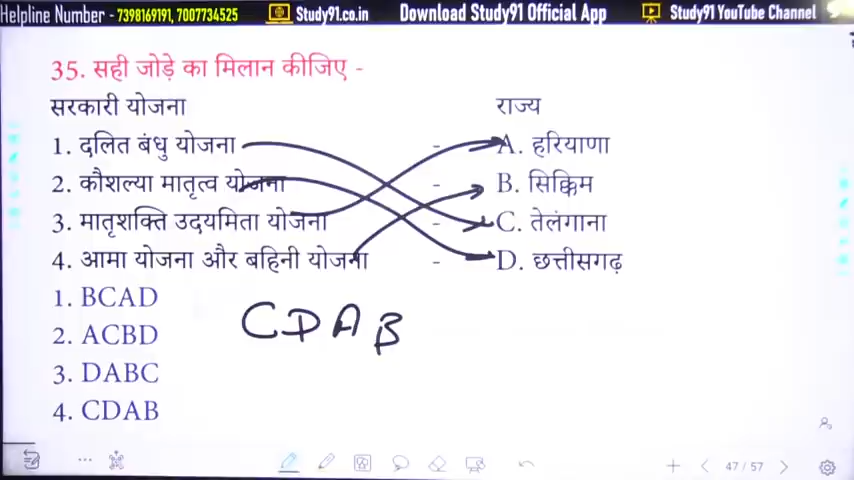 Helpline Number - 7398169191, 7007734525 Study91.co.in Download Study91 Official App Study91 YouTube Channel
35. सही जोड़े का मिलान कीजिए -
सरकारी योजना राज्य
1. दलित बंधु योजना - A. हरियाणा
2. कौशल्या मातृत्व योजना - B. सिक्किम
3. मातृशक्ति उदयमिता योजना - C. तेलंगाना
4. आमा योजना और बहिनी योजना - D. छत्तीसगढ़
1. BCAD
2. ACBD
3. DABC
4. CDAB
CDAB
47 / 57